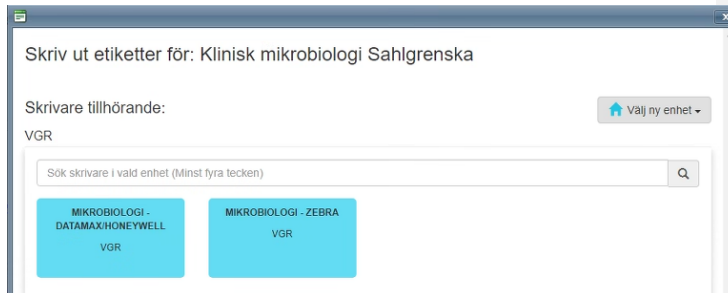 Skriv ut etiketter för: Klinisk mikrobiologi Sahlgrenska
Skrivare tillhörande:
Välj ny enhet
VGR
Sök skrivare i vald enhet (Minst fyra tecken)
MIKROBIOLOGI -
DATAMAX/HONEYWELL
VGR
MIKROBIOLOGI - ZEBRA
VGR